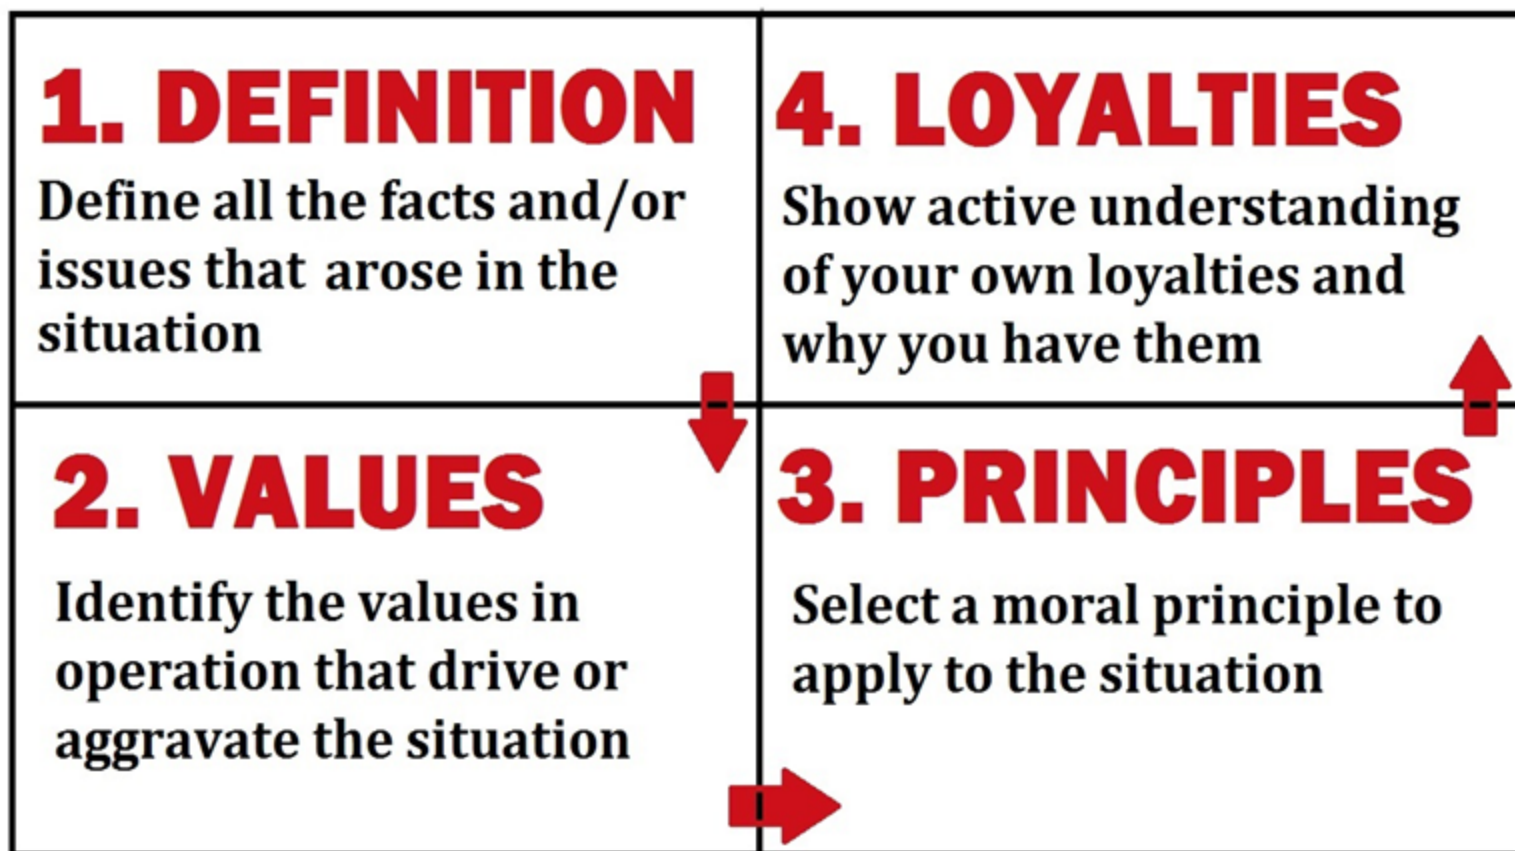 1. DEFINITION
Define all the facts and/or
issues that arose in the
situation
2. VALUES
Identify the values in
operation that drive or
aggravate the situation
3. PRINCIPLES
Select a moral principle to
apply to the situation
4. LOYALTIES
Show active understanding
of your own loyalties and
why you have them